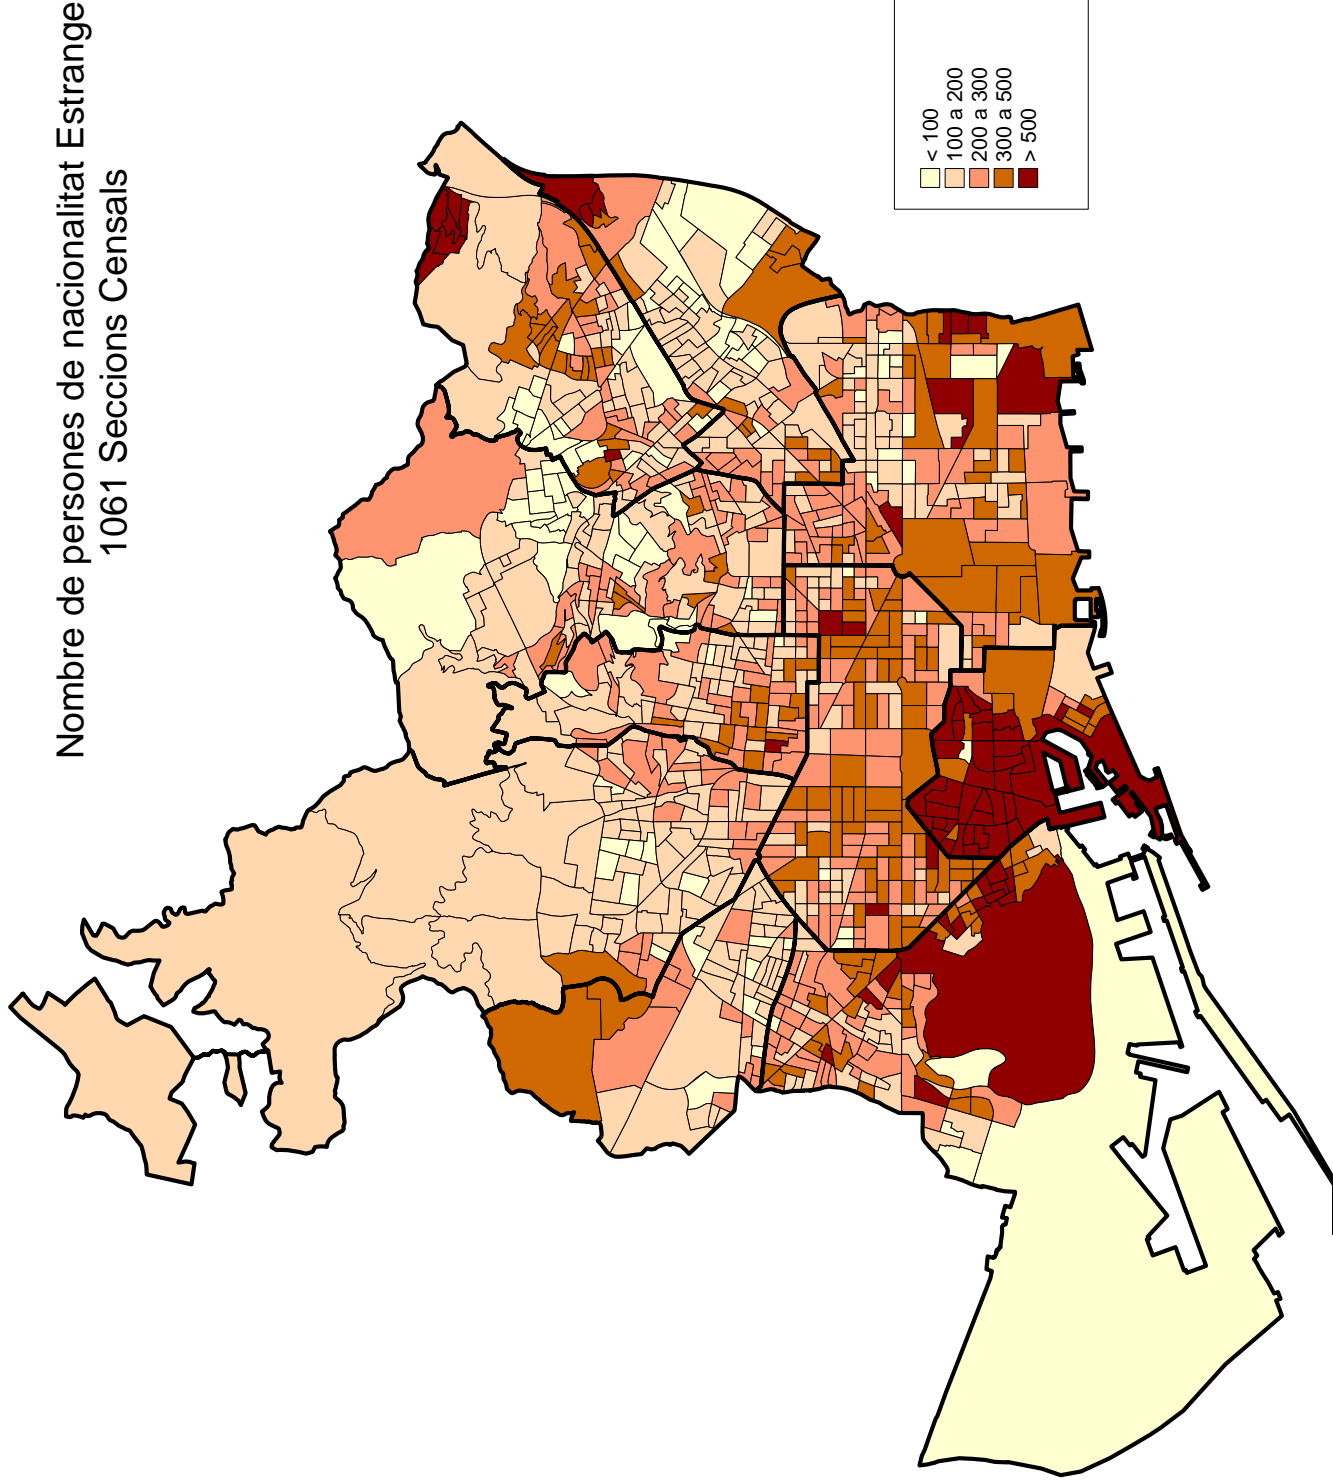 Nombre de persones de nacionalitat Estrange
1061 Seccions Censals
< 100
100 a 200
200 a 300
300 a 500
> 500